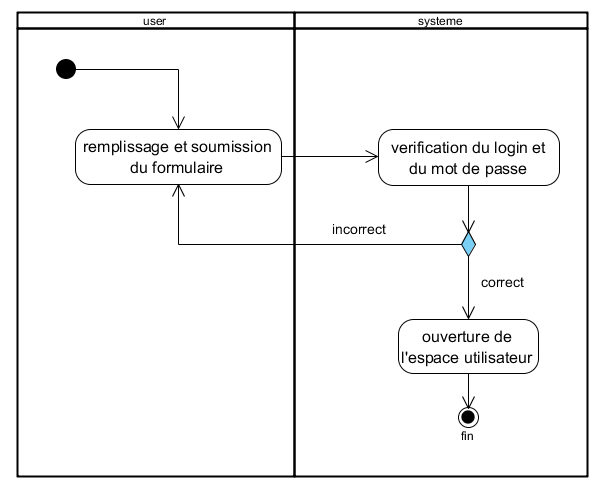 user
systeme
remplissage et soumission
du formulaire
verification du login et
du mot de passe
incorrect
correct
ouverture de
l'espace utilisateur
fin